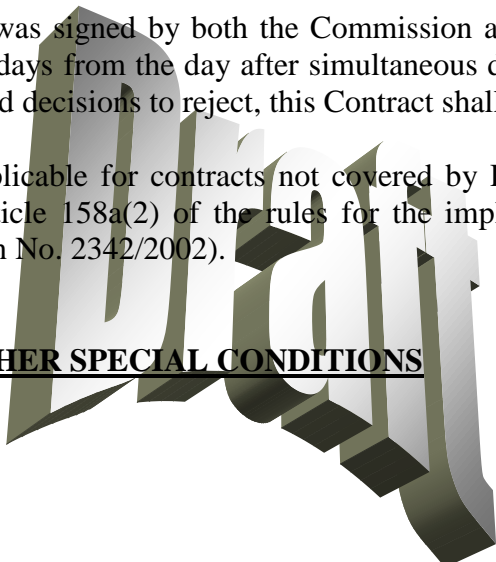 was signed by both the Commission a
days from the day after simultaneous
d decisions to reject, this Contract shall
plicable for contracts not covered by
icle 158a(2) of the rules for the impl
n No. 2342/2002).
HER SPECIAL CONDITIONS
Draft